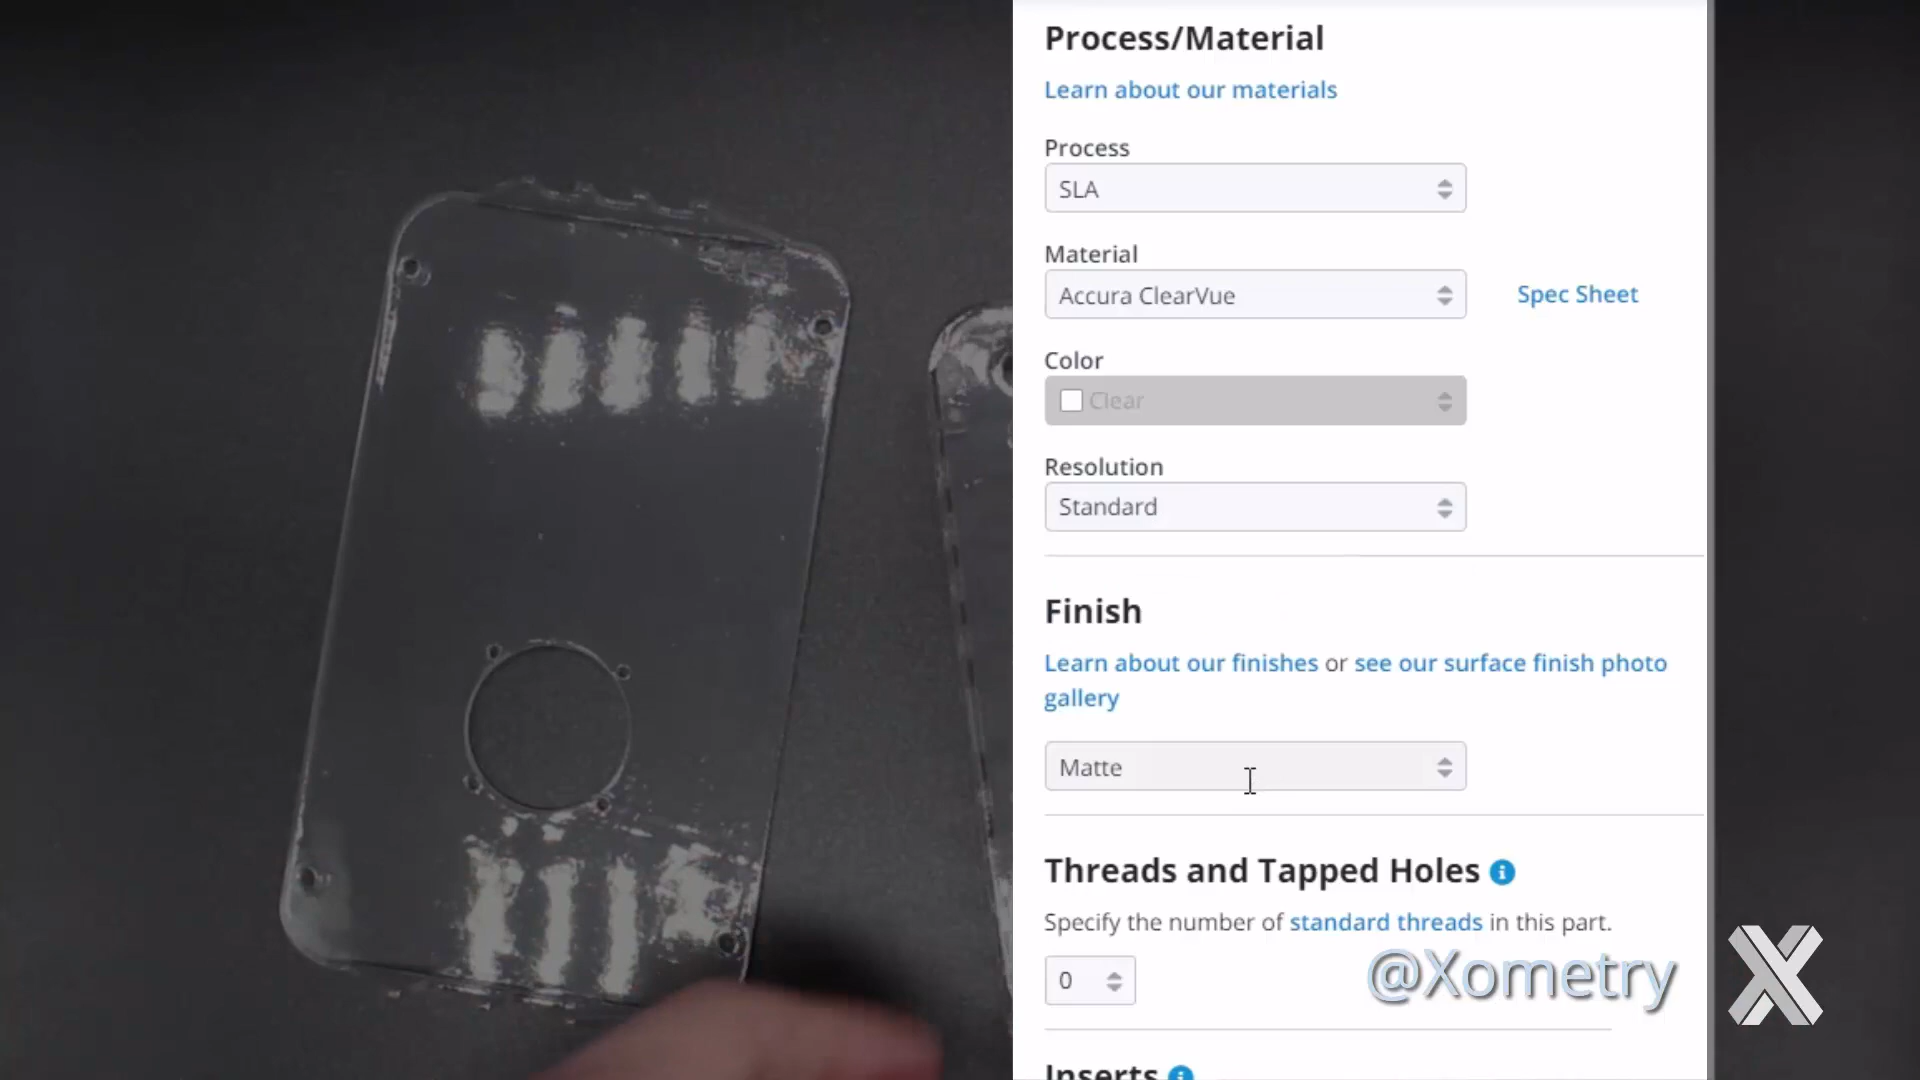 Process/Material
Learn about our materials
Process
SLA
Material
Accura ClearVue
Spec Sheet
Color
Clear
Resolution
Standard
Finish
Learn about our finishes or see our surface finish photo
gallery
Matte
Threads and Tapped Holes
Specify the number of standard threads in this part.
0
@Xometry
Inserts